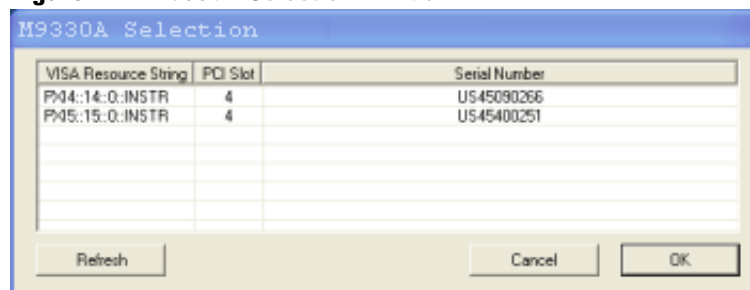 M9330A Selection
VISA Resource String PCI Slot Serial Number
PXI4::14::0::INSTR 4 US45090266
PXI5::15::0::INSTR 4 US45400251
Refresh Cancel OK